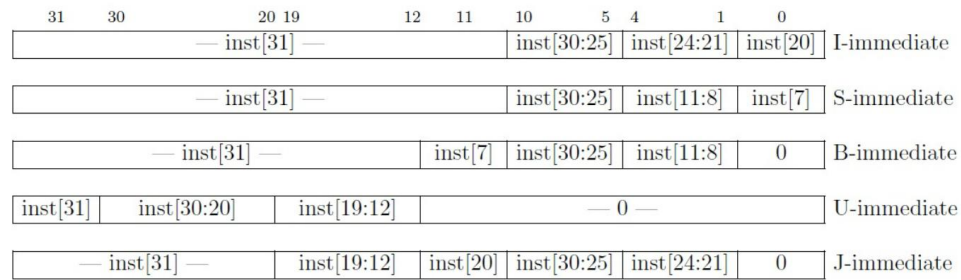 31 30 20 19 12 11 10 5 4 1 0
— inst[31] — inst[30:25] inst[24:21] inst[20] I-immediate
— inst[31] — inst[30:25] inst[11:8] inst[7] S-immediate
— inst[31] — inst[7] inst[30:25] inst[11:8] 0 B-immediate
inst[31] inst[30:20] inst[19:12] — 0 — U-immediate
— inst[31] — inst[19:12] inst[20] inst[30:25] inst[24:21] 0 J-immediate